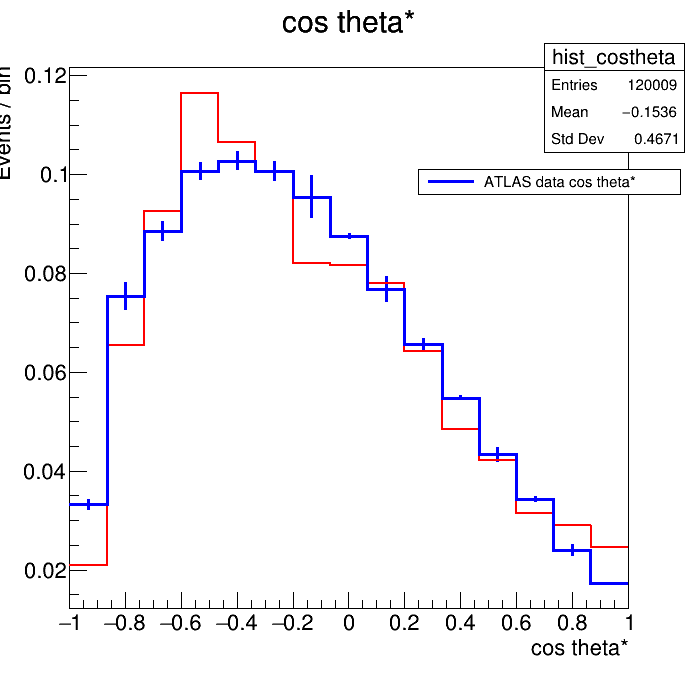 cos theta*
hist_costheta
Entries 120009
Mean −0.1536
Std Dev 0.4671
ATLAS data cos theta*
Events / bin
0.12
0.1
0.08
0.06
0.04
0.02
−1 −0.8 −0.6 −0.4 −0.2 0 0.2 0.4 0.6 0.8 1
cos theta*